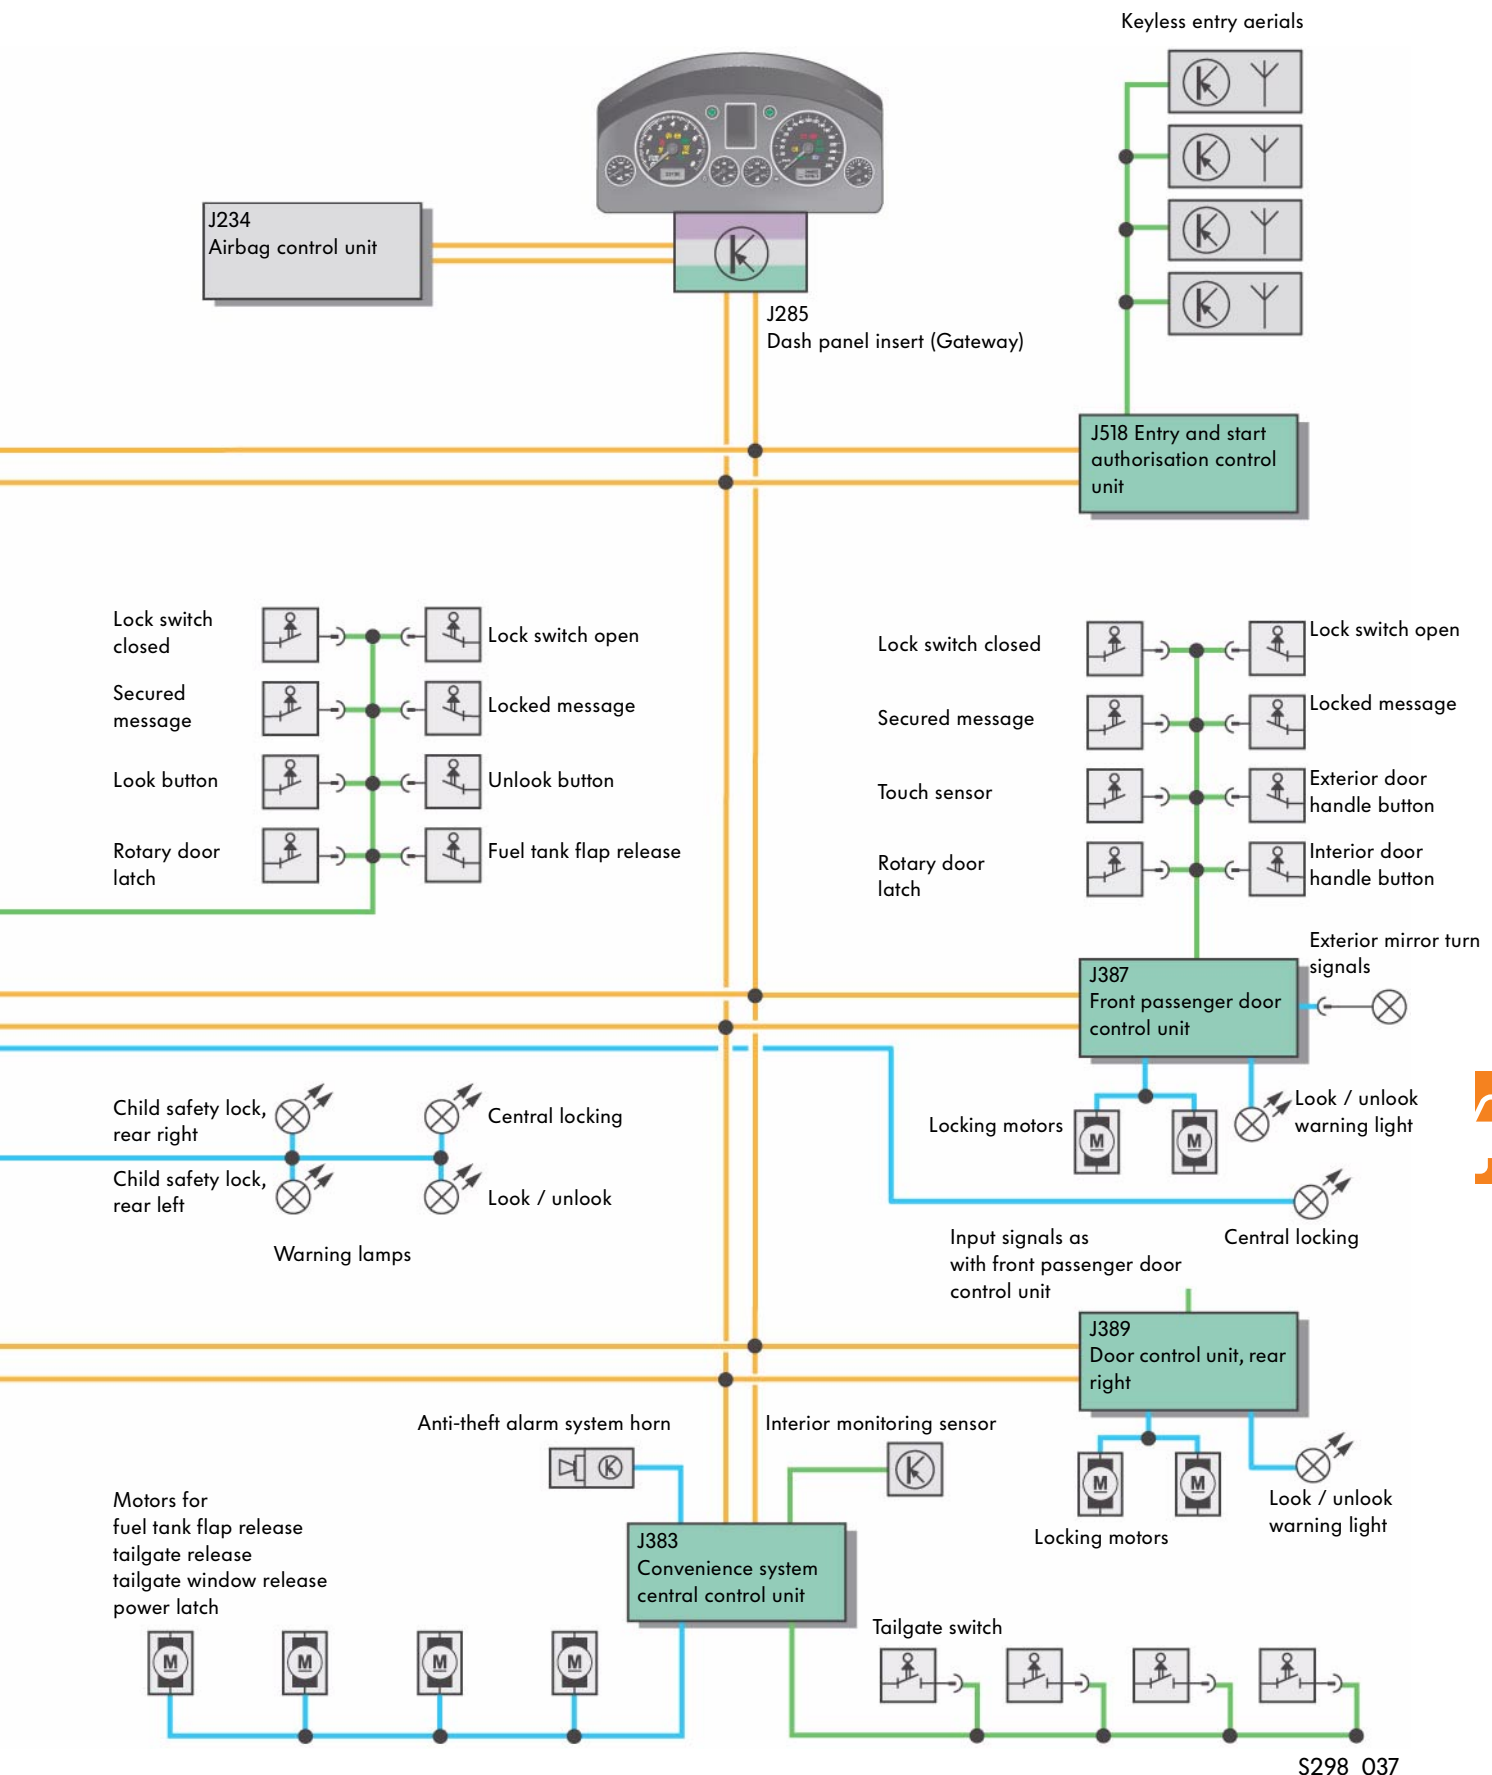 Keyless entry aerials
J234
Airbag control unit
J285
Dash panel insert (Gateway)
J518 Entry and start
authorisation control
unit
Lock switch
closed
Lock switch open
Secured
message
Locked message
Look button
Unlook button
Rotary door
latch
Fuel tank flap release
Lock switch closed
Lock switch open
Secured message
Locked message
Touch sensor
Exterior door
handle button
Rotary door
latch
Interior door
handle button
Exterior mirror turn
signals
J387
Front passenger door
control unit
Child safety lock,
rear right
Central locking
Child safety lock,
rear left
Look / unlook
Warning lamps
Locking motors
M
M
Look / unlook
warning light
Central locking
Input signals as
with front passenger door
control unit
J389
Door control unit, rear
right
Anti-theft alarm system horn
Interior monitoring sensor
M
M
Locking motors
Look / unlook
warning light
Motors for
fuel tank flap release
tailgate release
tailgate window release
power latch
J383
Convenience system
central control unit
M
M
M
M
Tailgate switch
S298_037